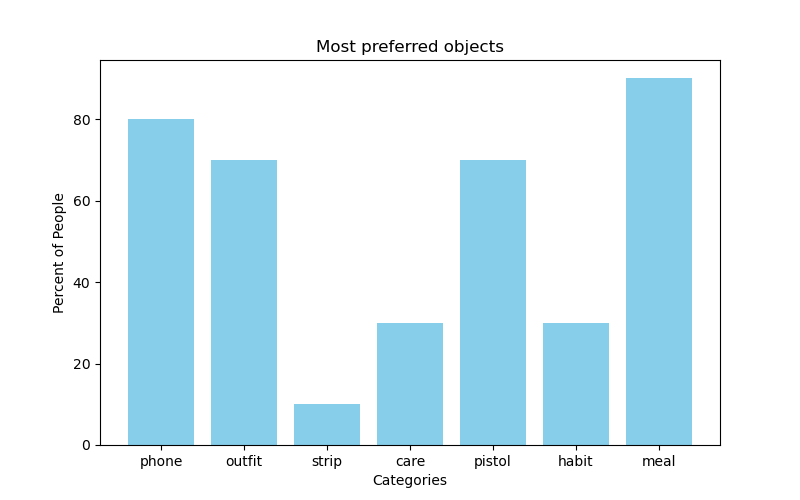 Most preferred objects
Percent of People
80
60
40
20
0
phone outfit strip care pistol habit meal
Categories